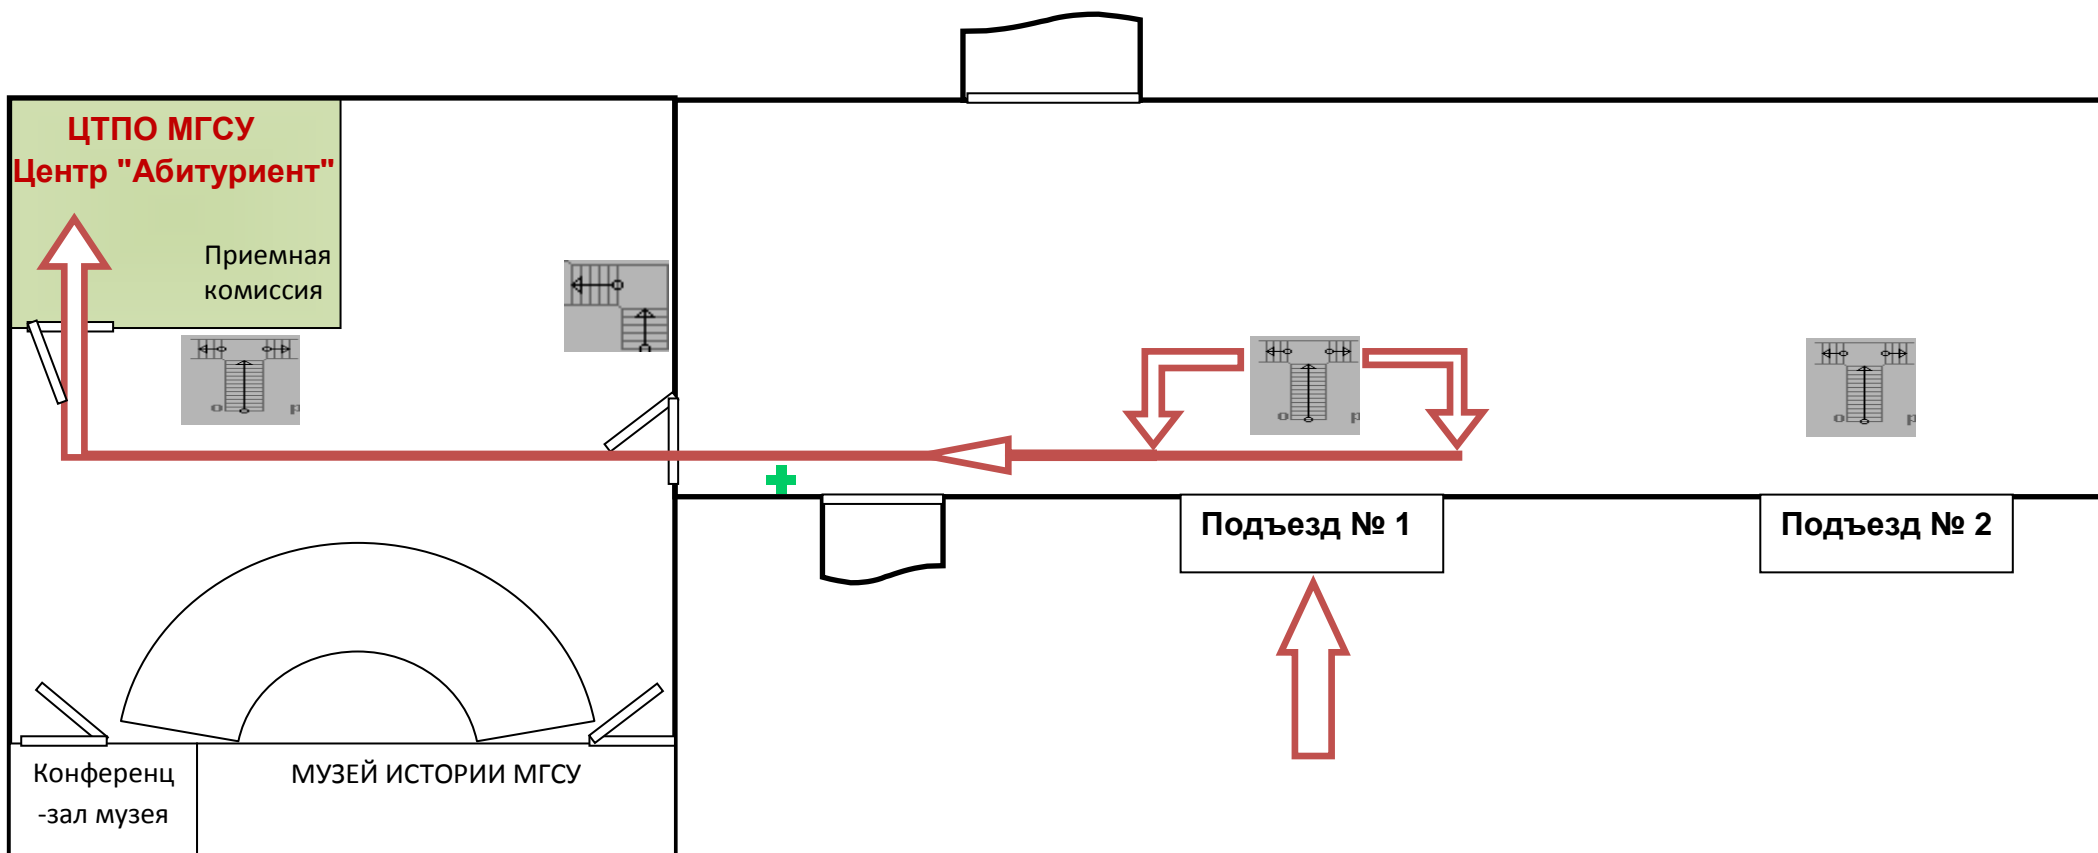 ЦТПО МГСУ
Центр "Абитуриент"
Приемная
комиссия
Подъезд № 1
Подъезд № 2
Конференц
-зал музея
МУЗЕЙ ИСТОРИИ МГСУ